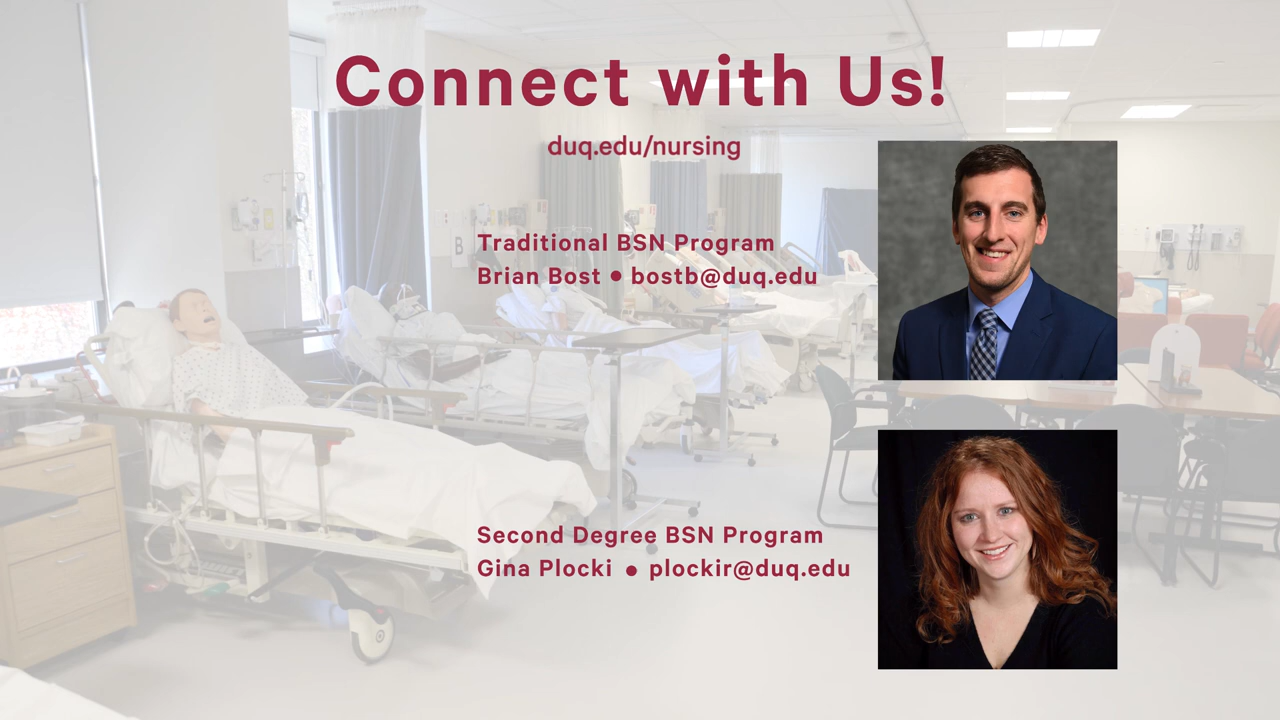 Connect with Us!
duq.edu/nursing
Traditional BSN Program
Brian Bost ● bostb@duq.edu
B
Second Degree BSN Program
Gina Plocki ● plockir@duq.edu